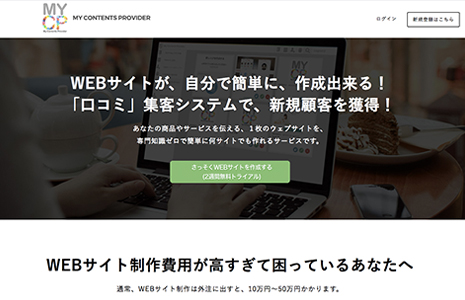 MY
CP
MY CONTENTS PROVIDER
ログイン
新規登録はこちら
WEBサイトが、自分で簡単に、作成出来る！
「口コミ」集客システムで、新規顧客を獲得！
あなたの商品やサービスを伝える、１枚のウェブサイトを、
専門知識ゼロで簡単に何サイトでも作れるサービスです。
さっそくWEBサイトを作成する
(2週間無料トライアル)
WEBサイト制作費用が高すぎて困っているあなたへ
通常、WEBサイト制作は外注に出すと、10万円〜50万円かかります。